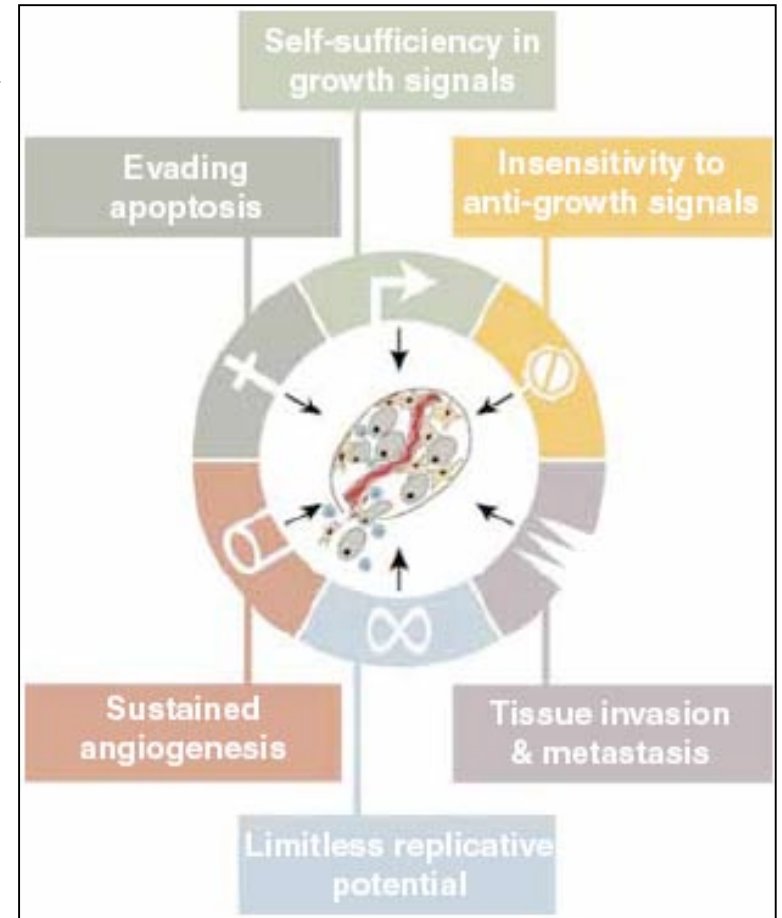 Self-sufficiency in
growth signals
Evading
apoptosis
Insensitivity to
anti-growth signals
Sustained
angiogenesis
Tissue invasion
& metastasis
Limitless replicative
potential